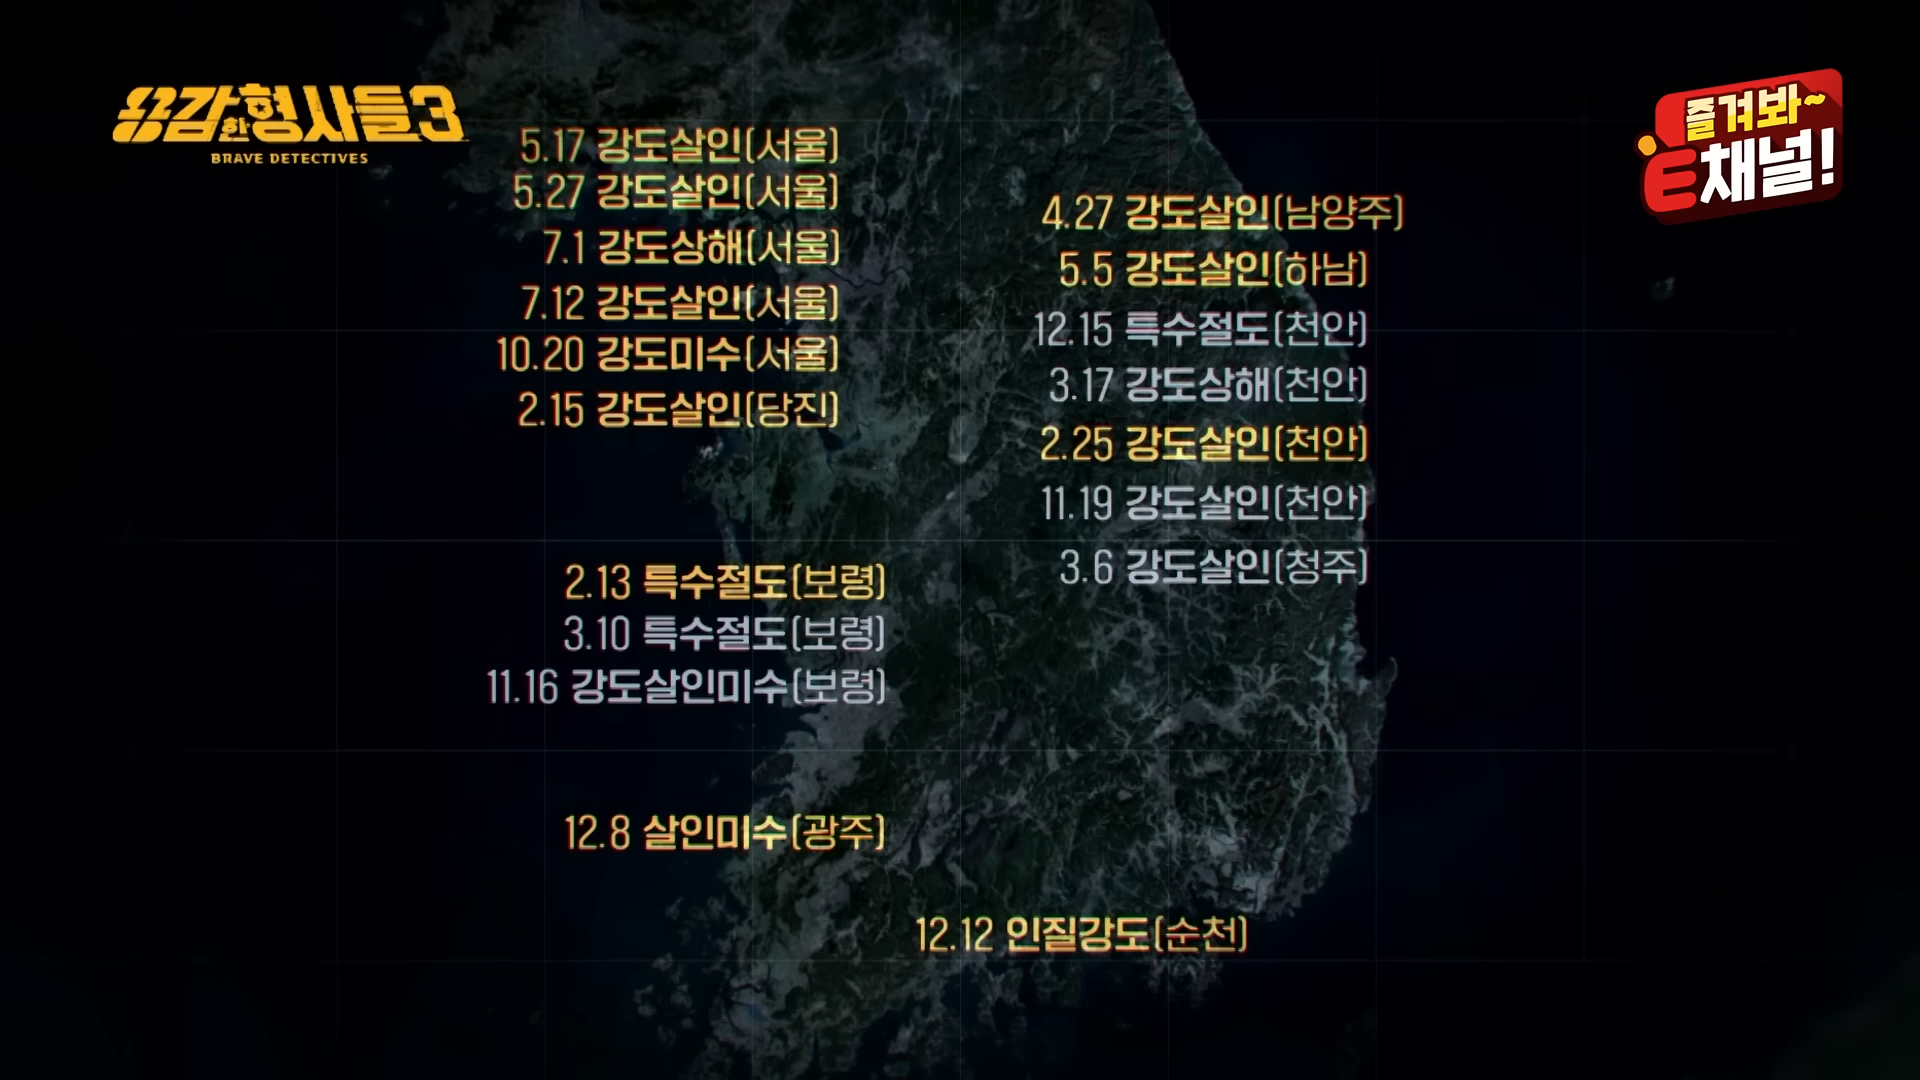 용감한형사들3
BRAVE DETECTIVES
즐겨봐~
E채널!
5.17 강도살인(서울)
5.27 강도살인(서울)
7.1 강도상해(서울)
7.12 강도살인(서울)
10.20 강도미수(서울)
2.15 강도살인(당진)
2.13 특수절도(보령)
3.10 특수절도(보령)
11.16 강도살인미수(보령)
12.8 살인미수(광주)
4.27 강도살인(남양주)
5.5 강도살인(하남)
12.15 특수절도(천안)
3.17 강도상해(천안)
2.25 강도살인(천안)
11.19 강도살인(천안)
3.6 강도살인(청주)
12.12 인질강도(순천)